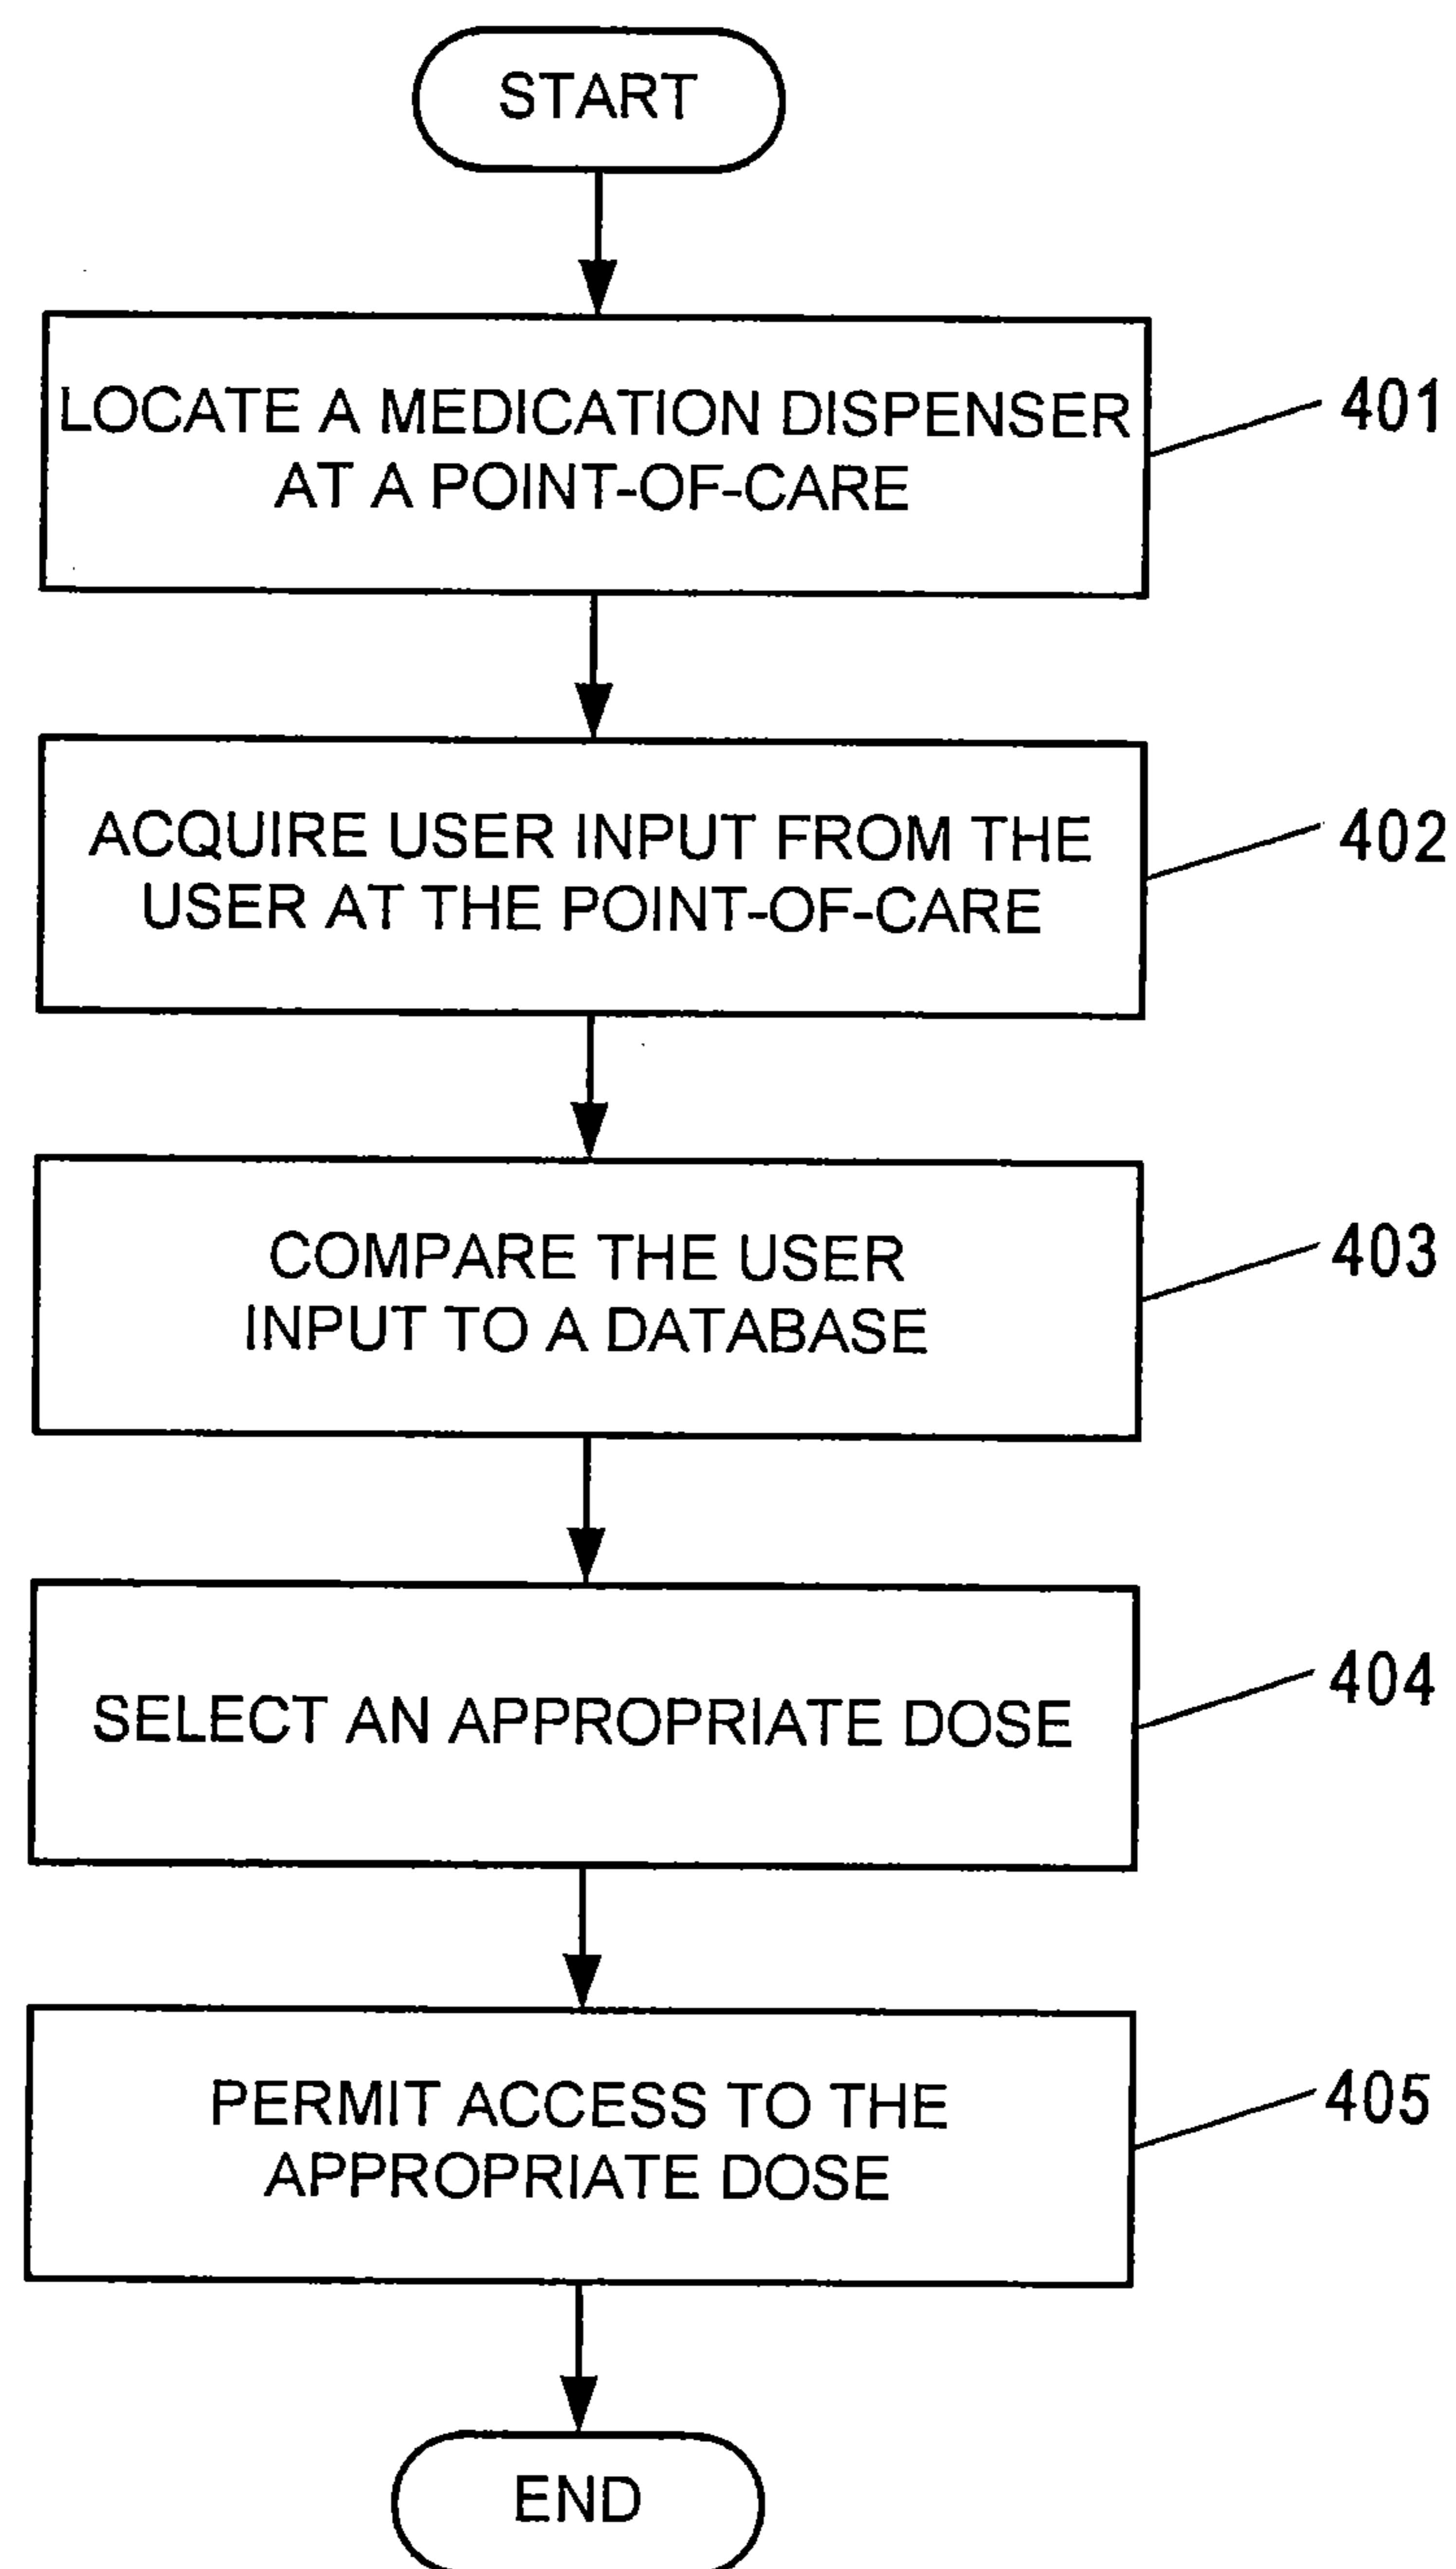 START
LOCATE A MEDICATION DISPENSER
AT A POINT-OF-CARE
401
ACQUIRE USER INPUT FROM THE
USER AT THE POINT-OF-CARE
402
COMPARE THE USER
INPUT TO A DATABASE
403
SELECT AN APPROPRIATE DOSE
404
PERMIT ACCESS TO THE
APPROPRIATE DOSE
405
END